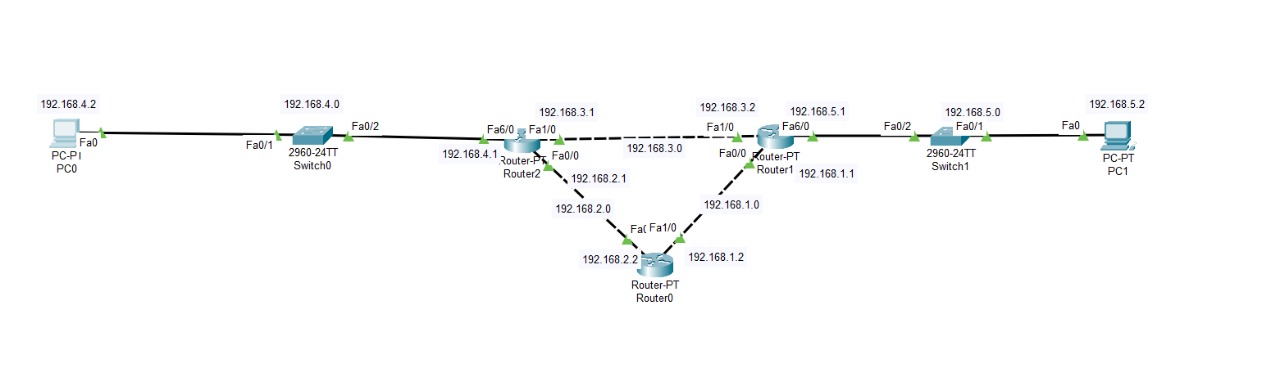 192.168.4.2
Fa0
PC0
192.168.4.0
Fa0/1
Fa0/2
2960-24TT
Switch0
192.168.4.1
Fa6/0
Fa1/0
192.168.3.1
Fa0/0
Router2
192.168.2.1
192.168.2.0
192.168.3.0
192.168.3.2
Fa1/0
Fa6/0
192.168.5.1
Fa0/0
Router-PT
Router1
192.168.1.1
192.168.1.0
Fa1/0
192.168.2.2
192.168.1.2
Router-PT
Router0
192.168.5.0
Fa0/2
Fa0/1
2960-24TT
Switch1
192.168.5.2
Fa0
PC-PT
PC1